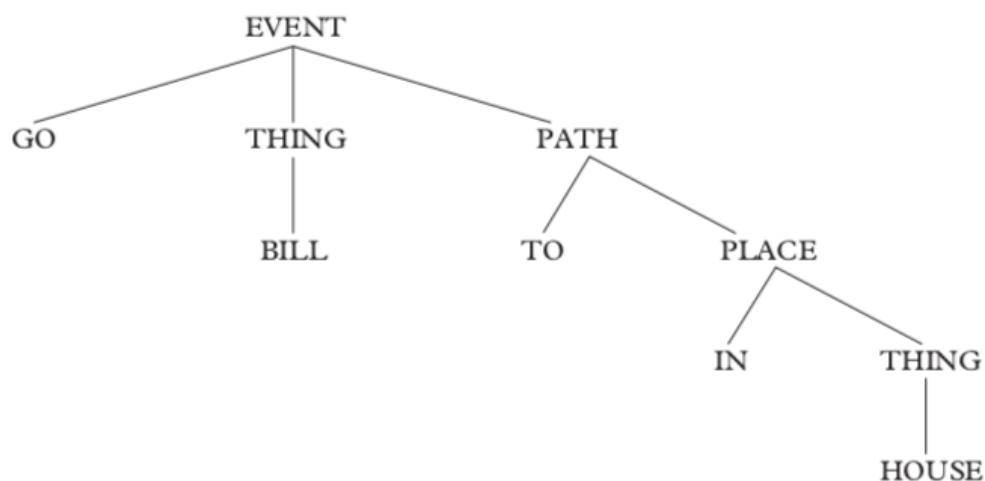 EVENT
GO THING PATH
BILL TO PLACE
IN THING
HOUSE